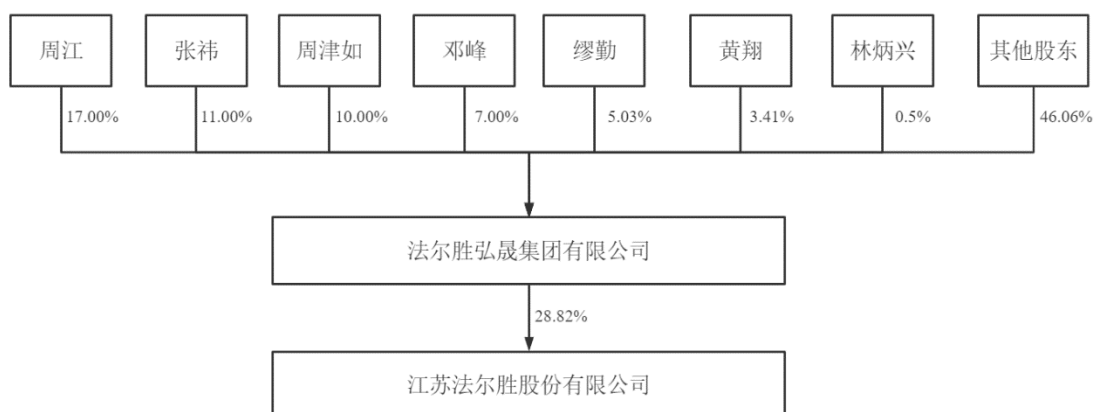 周江
张祎
周津如
邓峰
缪勤
黄翔
林炳兴
其他股东
17.00%
11.00%
10.00%
7.00%
5.03%
3.41%
0.5%
46.06%
法尔胜弘晟集团有限公司
28.82%
江苏法尔胜股份有限公司